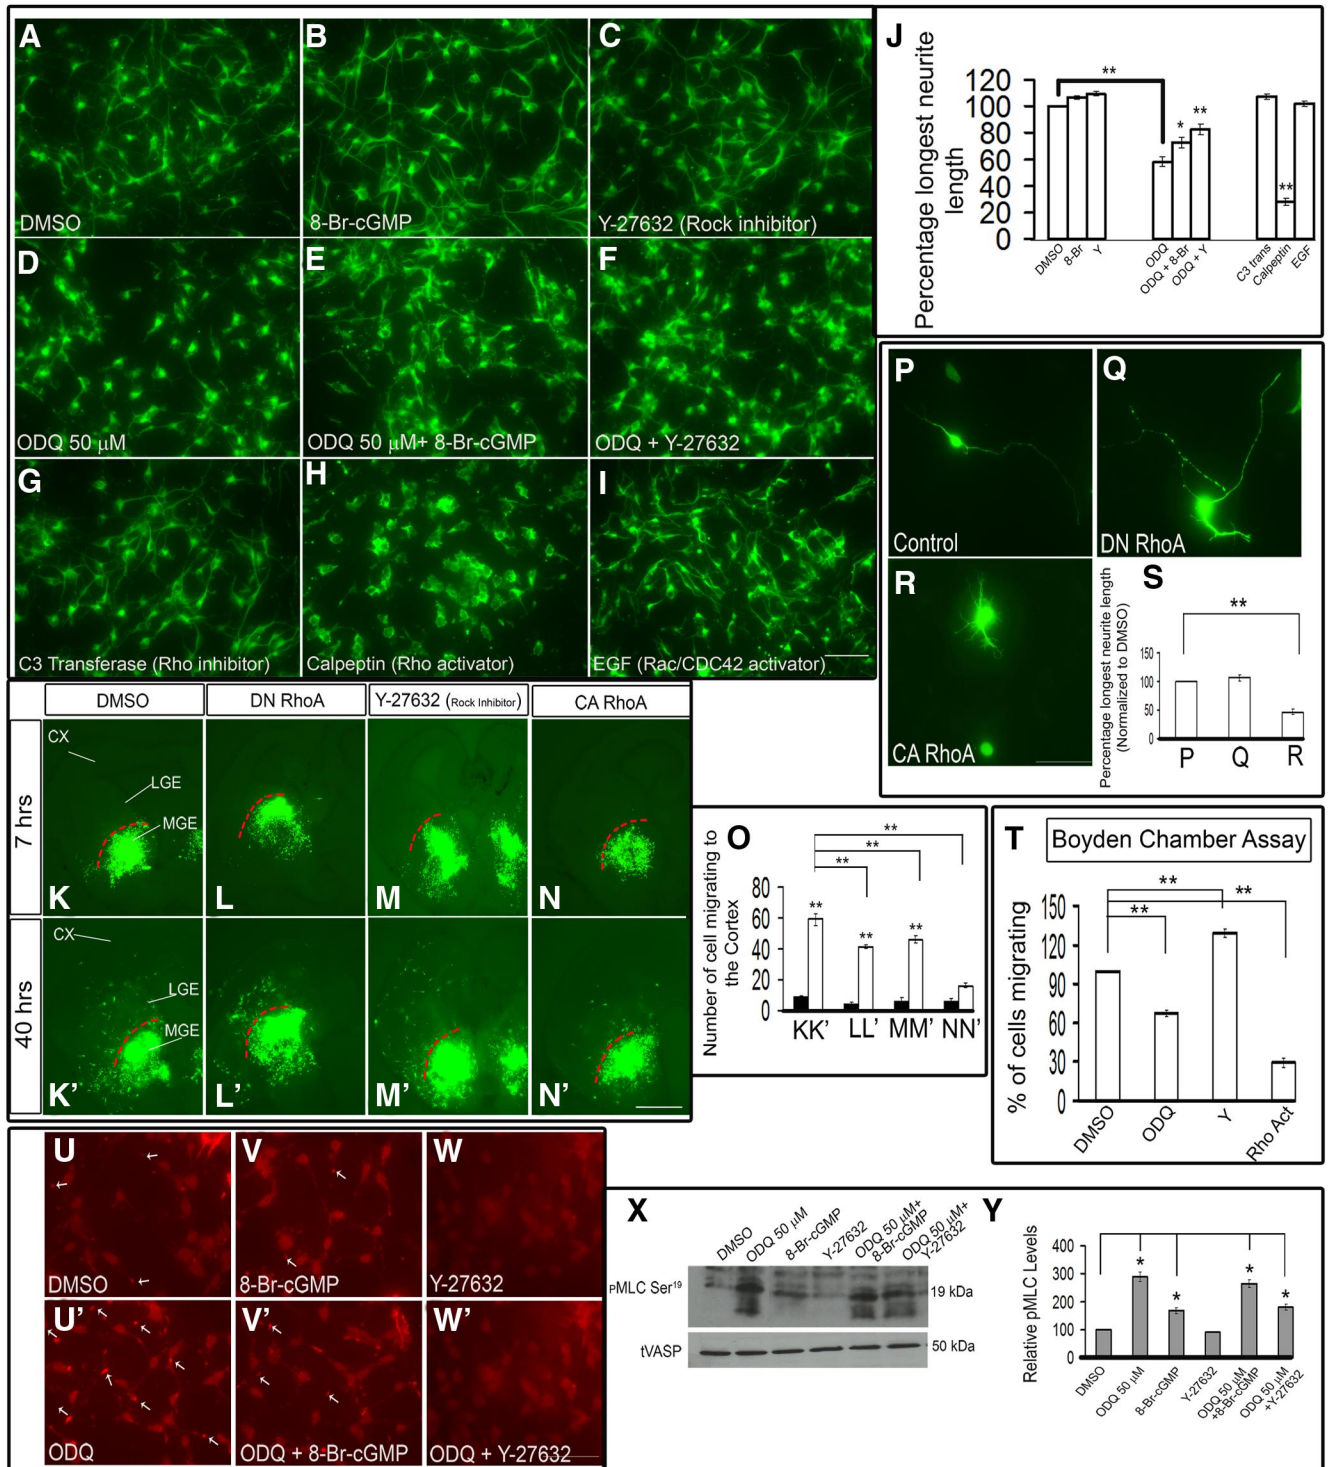 A
B
C
DMSO
8-Br-cGMP
Y-27632 (Rock inhibitor)
D
E
F
ODQ 50 µM
ODQ 50 µM+ 8-Br-cGMP
ODQ + Y-27632
G
H
I
C3 Transferase (Rho inhibitor)
Calpeptin (Rho activator)
EGF (Rac/CDC42 activator)
J
Percentage longest neurite
length
120
100
80
60
40
20
0
**
*
**
**
DMSO
8-Br
Y
ODQ
ODQ + 8-Br
ODQ + Y
C3 trans
Calpeptin
EGF
P
Q
Control
DN RhoA
R
CA RhoA
S
Percentage longest neurite length
(Normalized to DMSO)
150
100
50
0
**
P Q R
DMSO
DN RhoA
Y-27632 (Rock Inhibitor)
CA RhoA
7 hrs
CX
LGE
MGE
K
L
M
N
40 hrs
CX
LGE
MGE
K'
L'
M'
N'
O
Number of cell migrating to
the Cortex
80
60
40
20
0
**
**
**
**
**
**
KK' LL' MM' NN'
T
Boyden Chamber Assay
% of cells migrating
150
120
90
60
30
0
**
**
**
DMSO
ODQ
Y
Rho Act
U
V
W
DMSO
8-Br-cGMP
Y-27632
U'
V'
W'
ODQ
ODQ + 8-Br-cGMP
ODQ + Y-27632
X
DMSO
ODQ 50 µM
8-Br-cGMP
Y-27632
ODQ 50 µM+
8-Br-cGMP
ODQ 50 µM+
Y-27632
pMLC Ser19
19 kDa
tVASP
50 kDa
Y
Relative pMLC Levels
400
300
200
100
0
*
*
*
*
DMSO
ODQ 50 µM
8-Br-cGMP
Y-27632
ODQ 50 µM
+8-Br-cGMP
ODQ 50 µM
+Y-27632